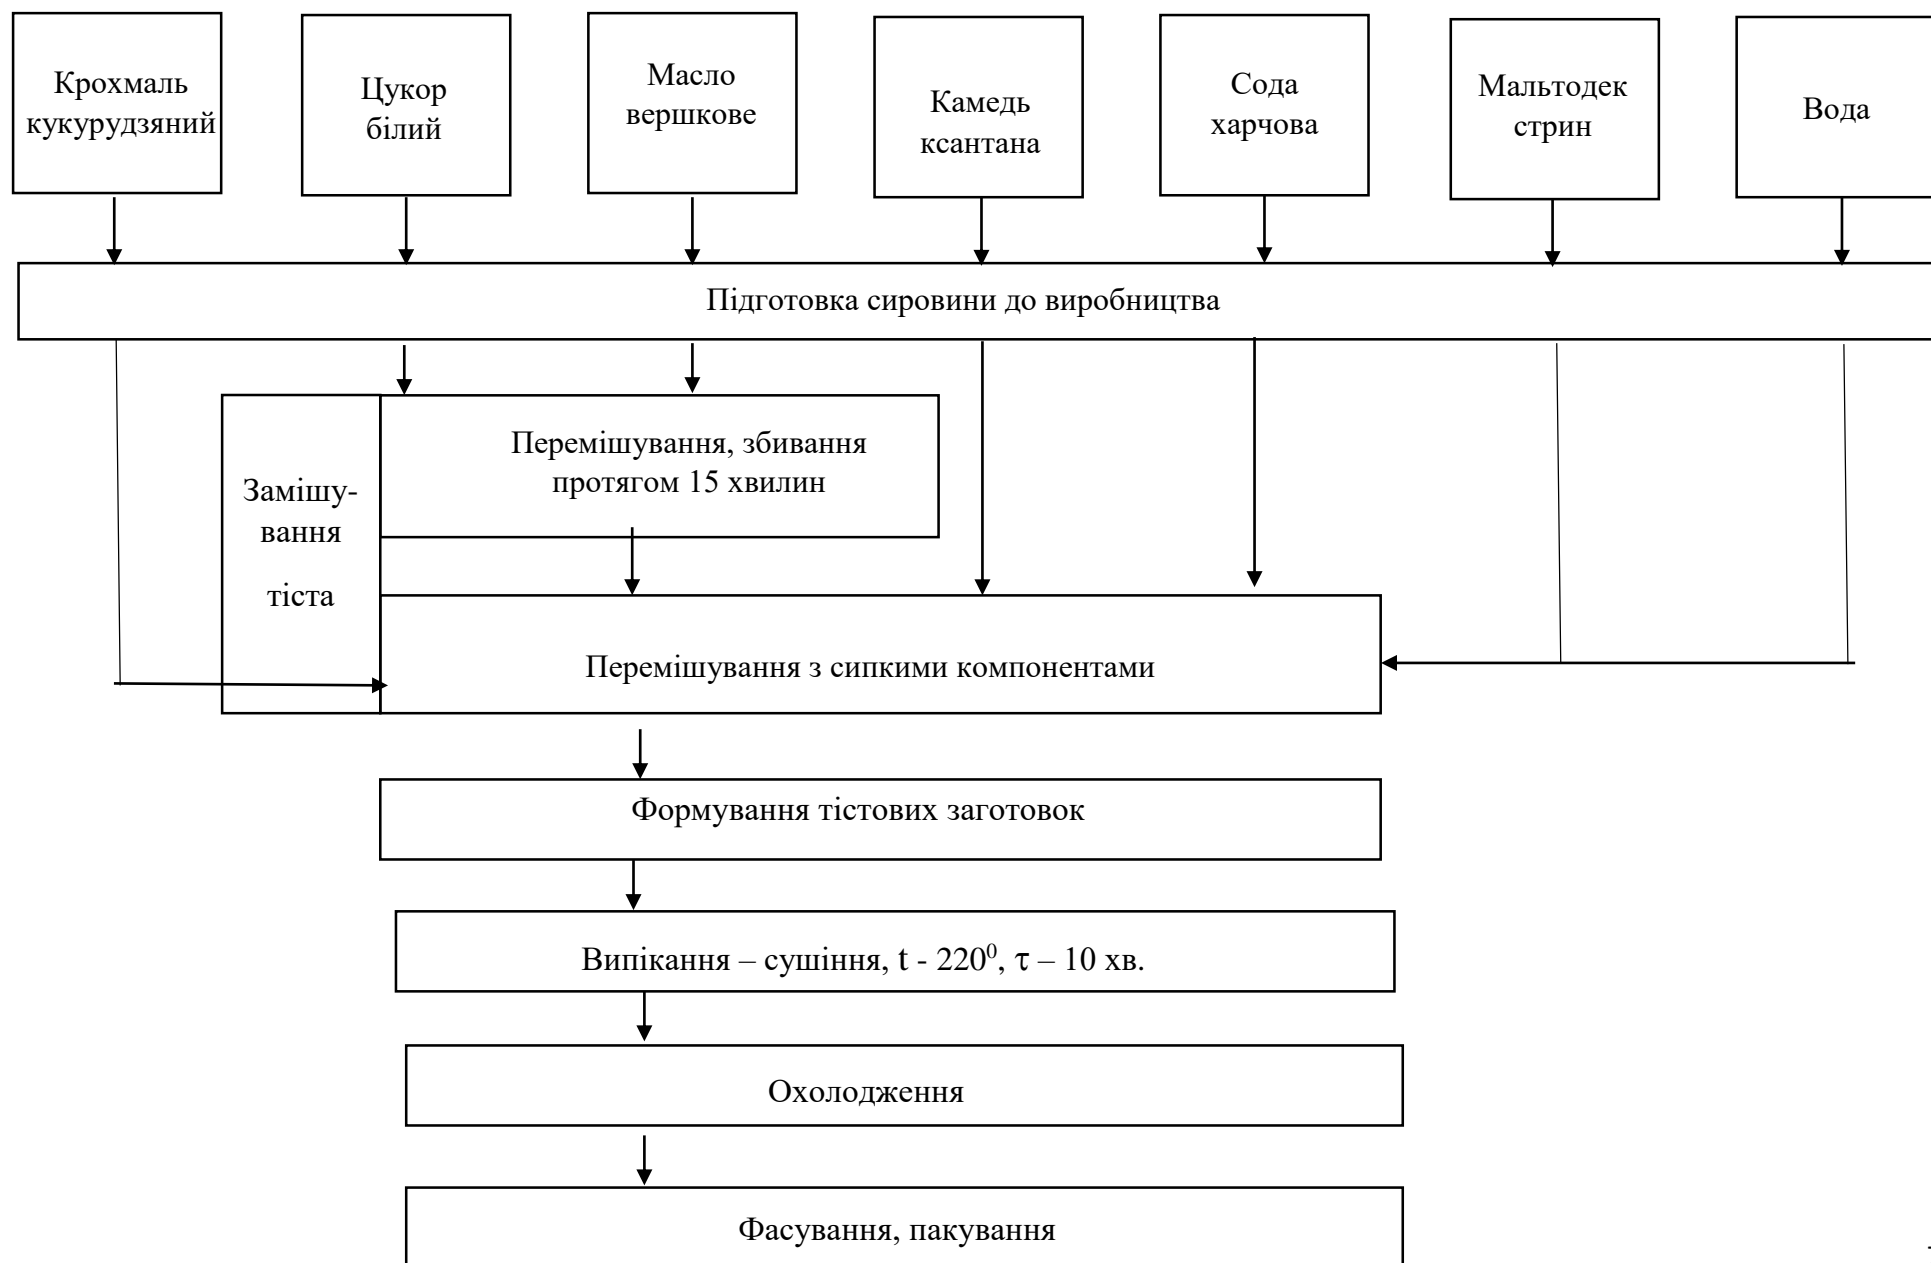 Крохмаль
кукурудзяний
Цукор
білий
Масло
вершкове
Камедь
ксантана
Сода
харчова
Мальтодек
стрин
Вода
Підготовка сировини до виробництва
Перемішування, збивання
протягом 15 хвилин
Замішу-
вання
тіста
Перемішування з сипкими компонентами
Формування тістових заготовок
Випікання – сушіння, t - 220⁰, τ – 10 хв.
Охолодження
Фасування, пакування